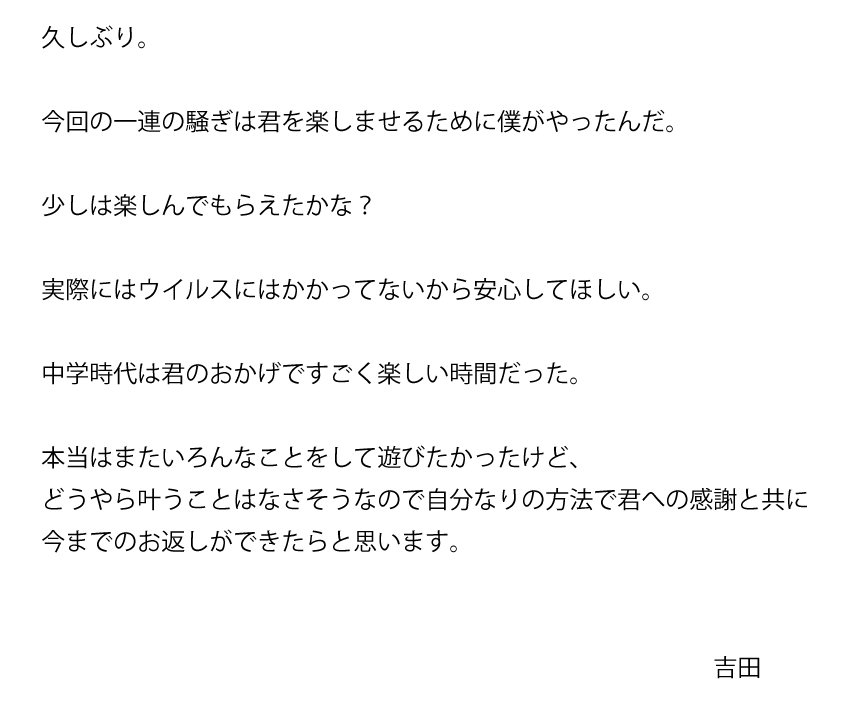 久しぶり。
今回の一連の騒ぎは君を楽しませるために僕がやったんだ。
少しは楽しんでもらえたかな？
実際にはウイルスにはかかってないから安心してほしい。
中学時代は君のおかげですごく楽しい時間だった。
本当はまたいろんなことをして遊びたかったけど、
どうやら叶うことはなさそうなので自分なりの方法で君への感謝と共に
今までのお返しができたらと思います。
吉田